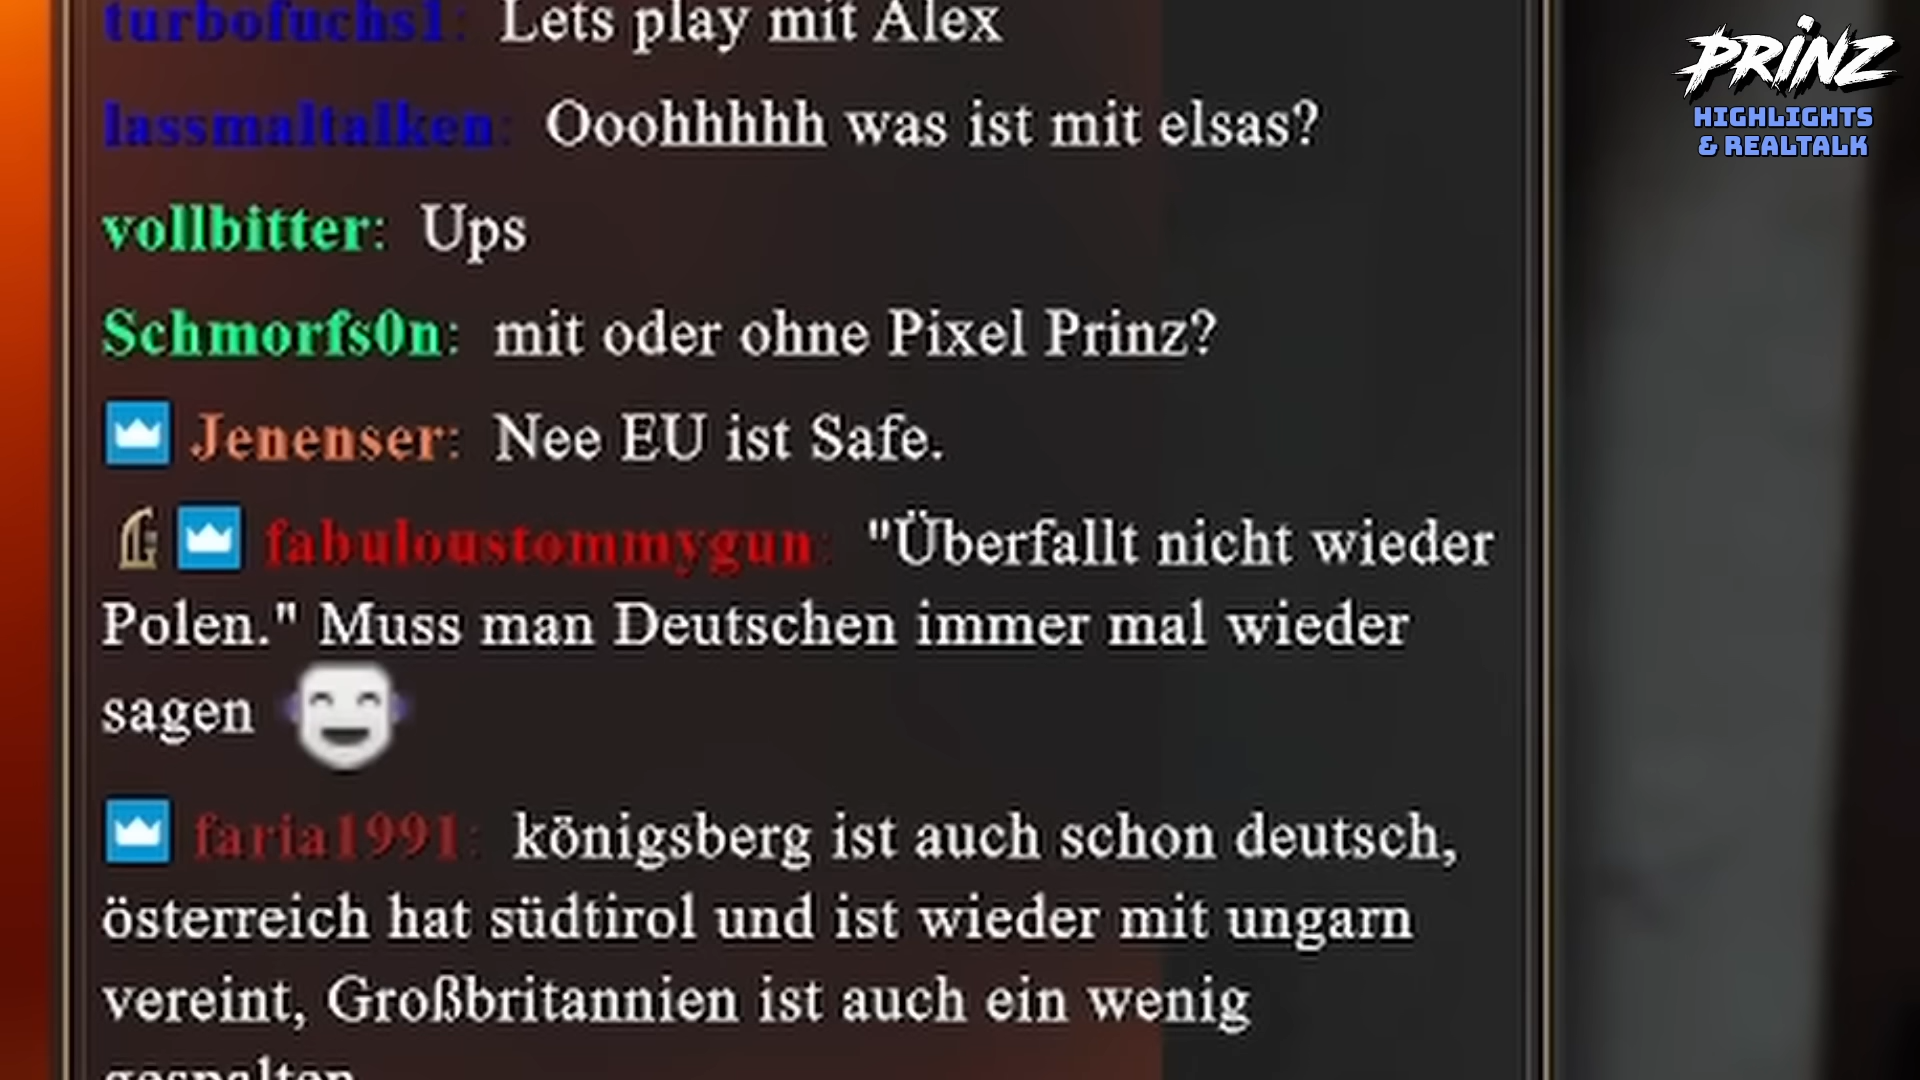 turbofuchs1: Lets play mit Alex
lassmaltalken: Ooohhhhhh was ist mit elsas?
vollbitter: Ups
Schmorfs0n: mit oder ohne Pixel Prinz?
Jenenser: Nee EU ist Safe.
fabuloustommygun: "Überfallt nicht wieder
Polen." Muss man Deutschen immer mal wieder
sagen
faria1991: königsberg ist auch schon deutsch,
österreich hat südtirol und ist wieder mit ungarn
vereint, Großbritannien ist auch ein wenig
gespalten
PRINZ
HIGHLIGHTS
& REALTALK